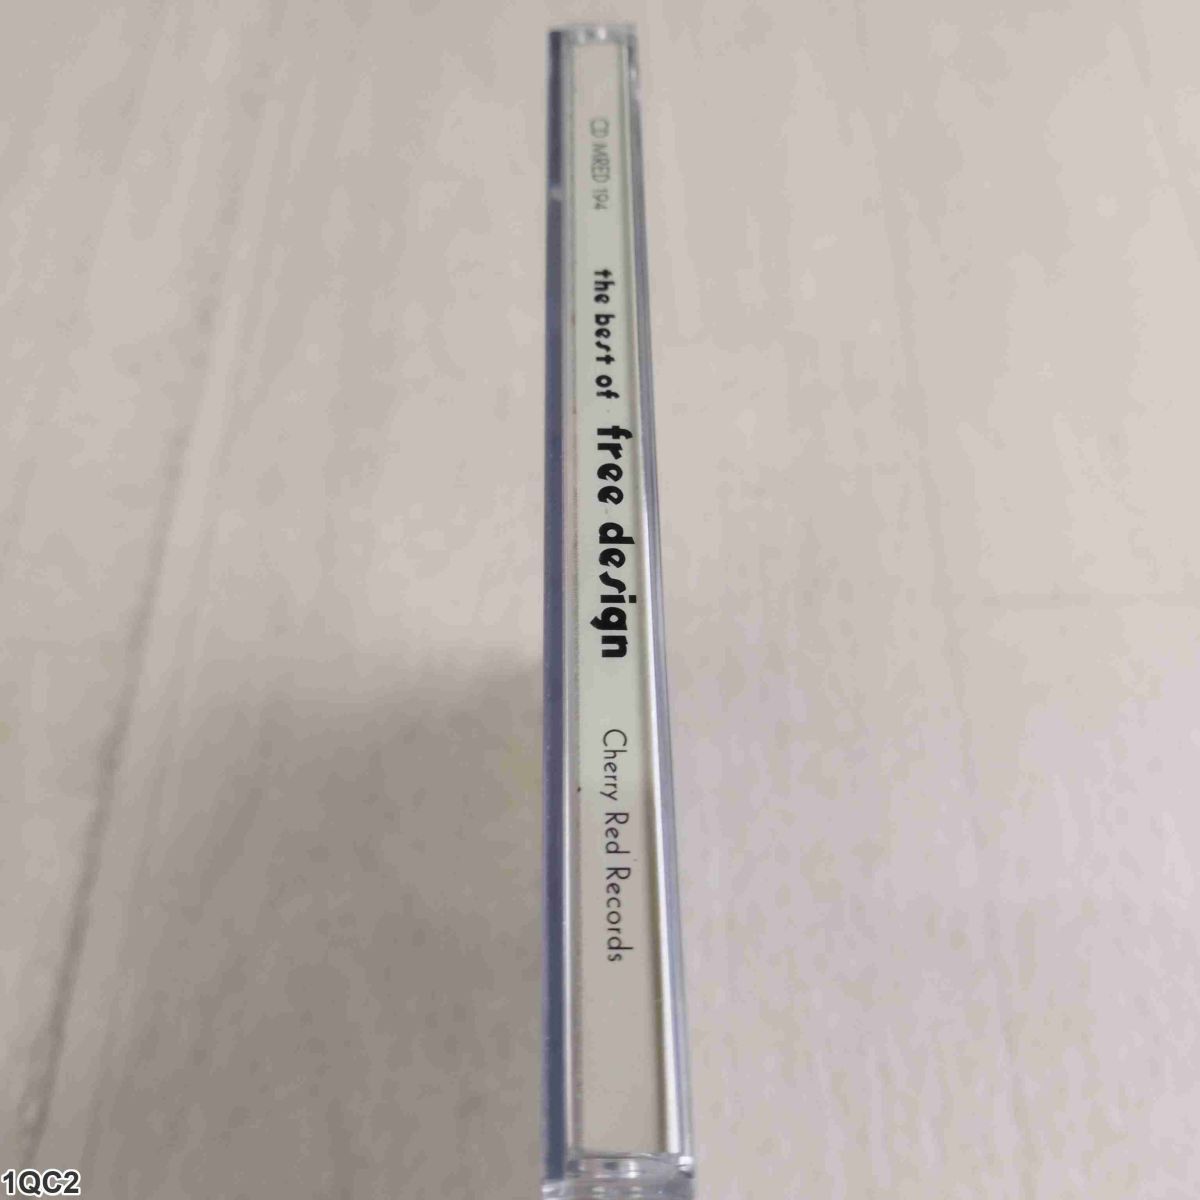 CD MRED 194
the best of free design
Cherry Red Records
1QC2